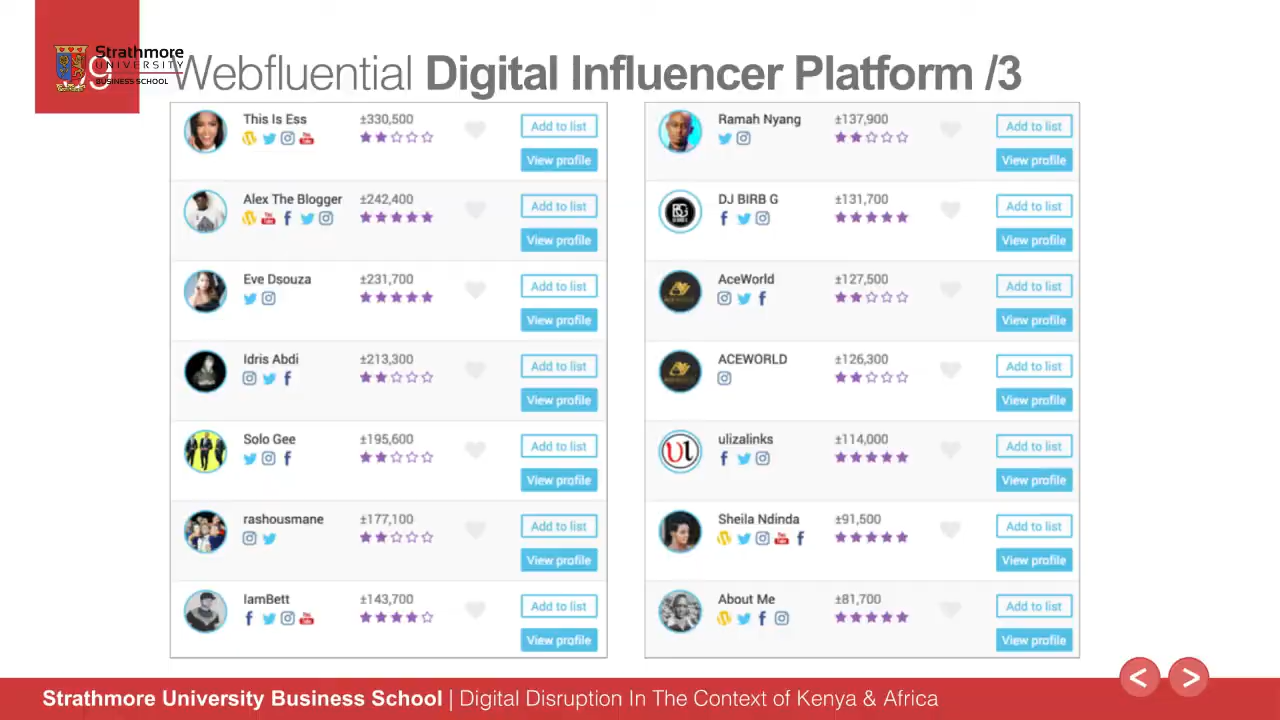 Strathmore
UNIVERSITY
BUSINESS SCHOOL
9
Webfluential Digital Influencer Platform /3
This Is Ess
±330,500
Add to list
View profile
Alex The Blogger
±242,400
Add to list
View profile
Eve Dsouza
±231,700
Add to list
View profile
Idris Abdi
±213,300
Add to list
View profile
Solo Gee
±195,600
Add to list
View profile
rashousmane
±177,100
Add to list
View profile
IamBett
±143,700
Add to list
View profile
Ramah Nyang
±137,900
Add to list
View profile
DJ BIRB G
±131,700
Add to list
View profile
AceWorld
±127,500
Add to list
View profile
ACEWORLD
±126,300
Add to list
View profile
ulizalinks
±114,000
Add to list
View profile
Sheila Ndinda
±91,500
Add to list
View profile
About Me
±81,700
Add to list
View profile
Strathmore University Business School | Digital Disruption In The Context of Kenya & Africa